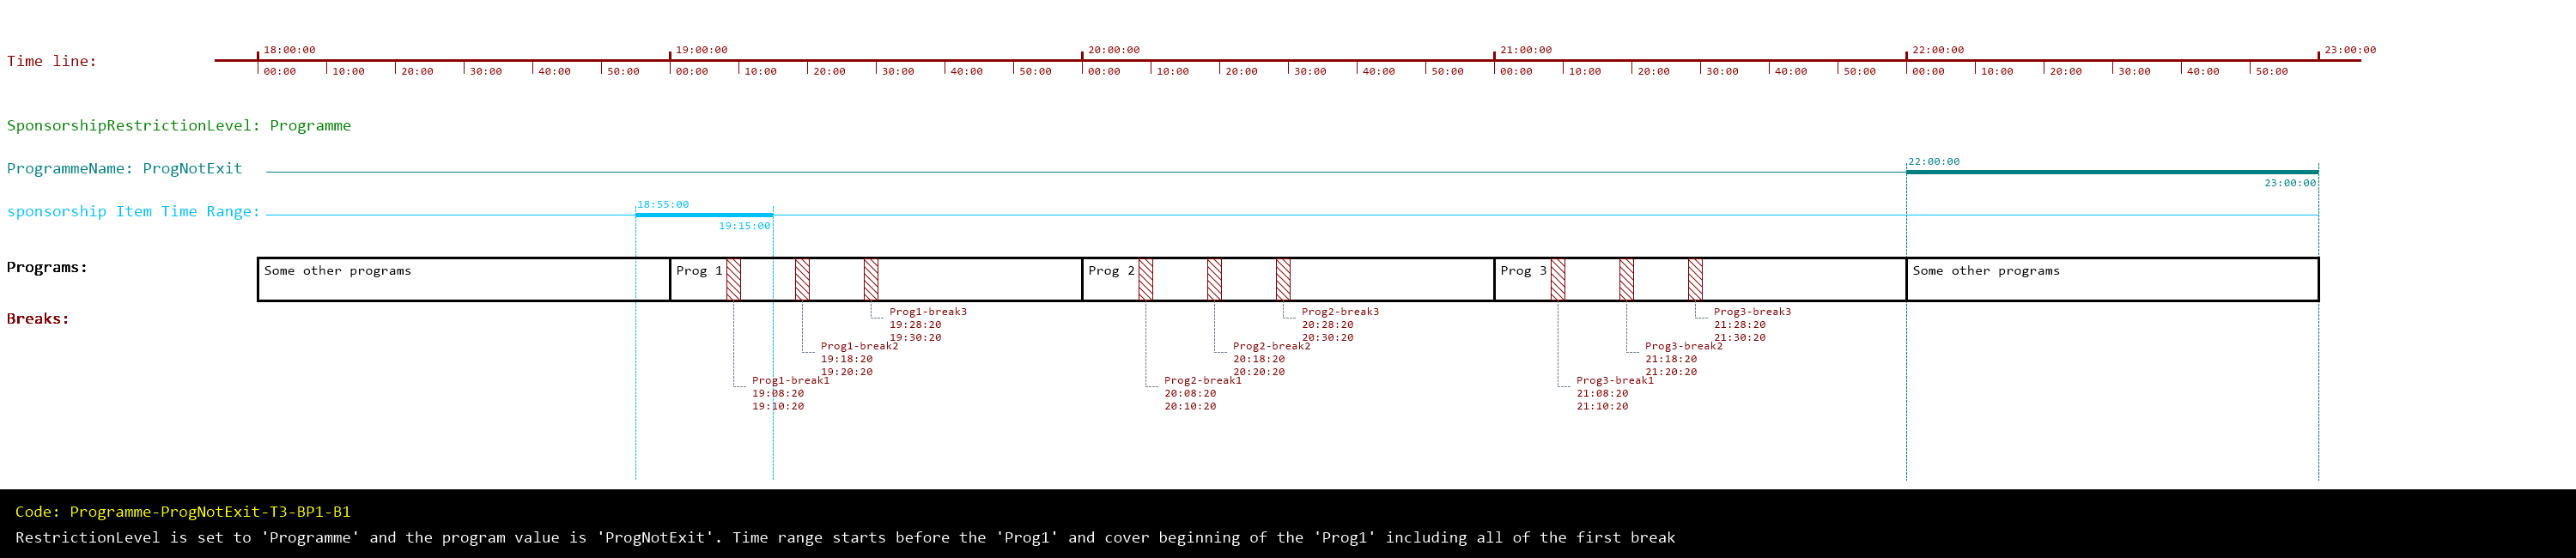 18:00:00 19:00:00 20:00:00 21:00:00 22:00:00 23:00:00
Time line:
00:00 10:00 20:00 30:00 40:00 50:00 00:00 10:00 20:00 30:00 40:00 50:00 00:00 10:00 20:00 30:00 40:00 50:00 00:00 10:00 20:00 30:00 40:00 50:00 00:00 10:00 20:00 30:00 40:00 50:00
SponsorshipRestrictionLevel: Programme
ProgrammeName: ProgNotExit
22:00:00
23:00:00
sponsorship Item Time Range:
18:55:00
19:15:00
Programs:
Some other programs
Prog 1
Prog 2
Prog 3
Some other programs
Breaks:
Prog1-break3
19:28:20
19:30:20
Prog1-break2
19:18:20
19:20:20
Prog1-break1
19:08:20
19:10:20
Prog2-break3
20:28:20
20:30:20
Prog2-break2
20:18:20
20:20:20
Prog2-break1
20:08:20
20:10:20
Prog3-break3
21:28:20
21:30:20
Prog3-break2
21:18:20
21:20:20
Prog3-break1
21:08:20
21:10:20
Code: Programme-ProgNotExit-T3-BP1-B1
RestrictionLevel is set to 'Programme' and the program value is 'ProgNotExit'. Time range starts before the 'Prog1' and cover beginning of the 'Prog1' including all of the first break